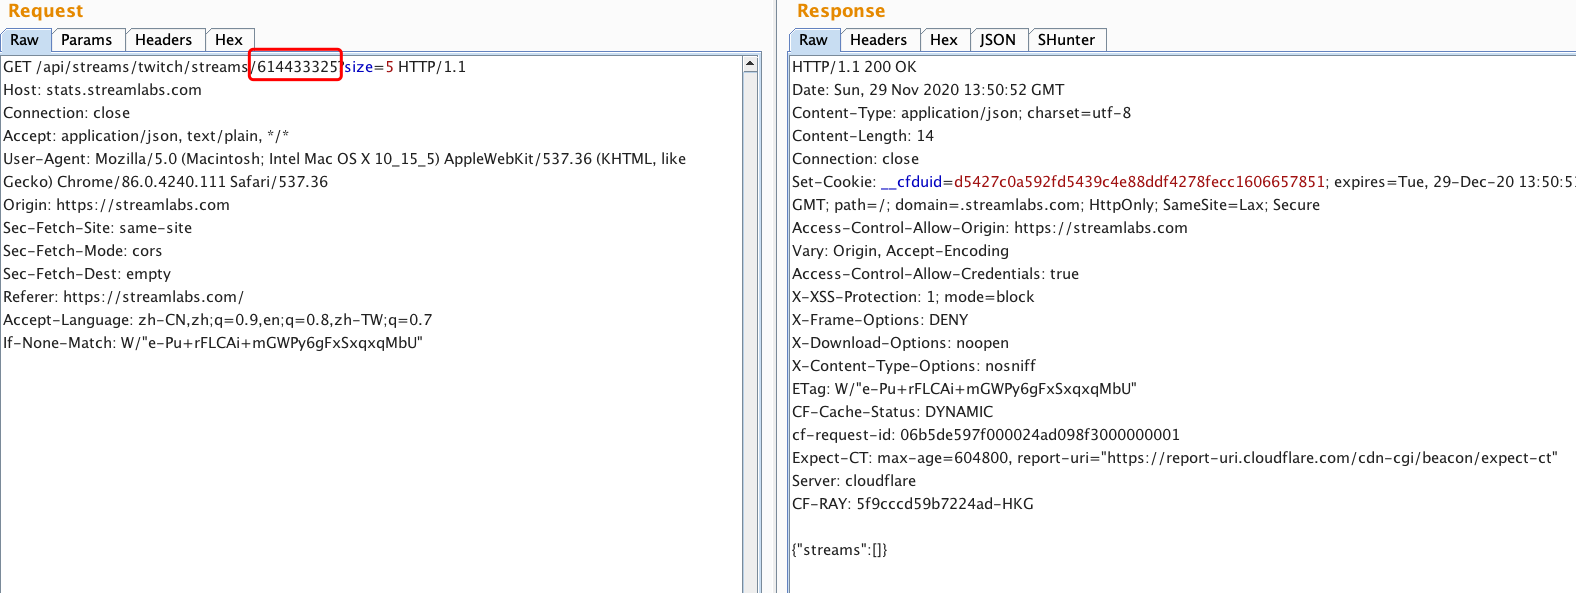 Request
Raw Params Headers Hex
GET /api/streams/twitch/streams/614433325?size=5 HTTP/1.1
Host: stats.streamlabs.com
Connection: close
Accept: application/json, text/plain, */*
User-Agent: Mozilla/5.0 (Macintosh; Intel Mac OS X 10_15_5) AppleWebKit/537.36 (KHTML, like
Gecko) Chrome/86.0.4240.111 Safari/537.36
Origin: https://streamlabs.com
Sec-Fetch-Site: same-site
Sec-Fetch-Mode: cors
Sec-Fetch-Dest: empty
Referer: https://streamlabs.com/
Accept-Language: zh-CN,zh;q=0.9,en;q=0.8,zh-TW;q=0.7
If-None-Match: W/"e-Pu+rFLCAi+mGWPy6gFxSxqxqMbU"
Response
Raw Headers Hex JSON SHunter
HTTP/1.1 200 OK
Date: Sun, 29 Nov 2020 13:50:52 GMT
Content-Type: application/json; charset=utf-8
Content-Length: 14
Connection: close
Set-Cookie: __cfduid=d5427c0a592fd5439c4e88ddf4278fecc1606657851; expires=Tue, 29-Dec-20 13:50:51
GMT; path=/; domain=.streamlabs.com; HttpOnly; SameSite=Lax; Secure
Access-Control-Allow-Origin: https://streamlabs.com
Vary: Origin, Accept-Encoding
Access-Control-Allow-Credentials: true
X-XSS-Protection: 1; mode=block
X-Frame-Options: DENY
X-Download-Options: noopen
X-Content-Type-Options: nosniff
ETag: W/"e-Pu+rFLCAi+mGWPy6gFxSxqxqMbU"
CF-Cache-Status: DYNAMIC
cf-request-id: 06b5de597f000024ad098f3000000001
Expect-CT: max-age=604800, report-uri="https://report-uri.cloudflare.com/cdn-cgi/beacon/expect-ct"
Server: cloudflare
CF-RAY: 5f9cccd59b7224ad-HKG
{"streams":[]}